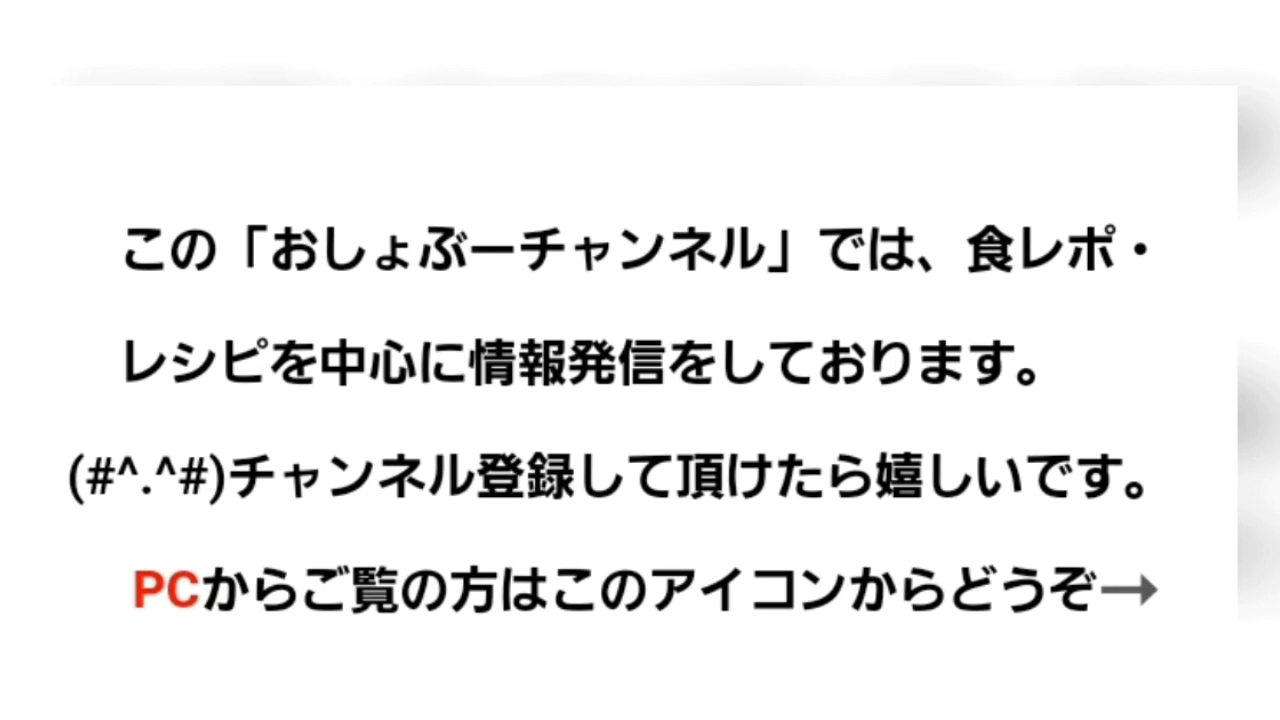 この「おしょぶーチャンネル」では、食レポ・
レシピを中心に情報発信をしております。
(#^.^#)チャンネル登録して頂けたら嬉しいです。
PCからご覧の方はこのアイコンからどうぞ→